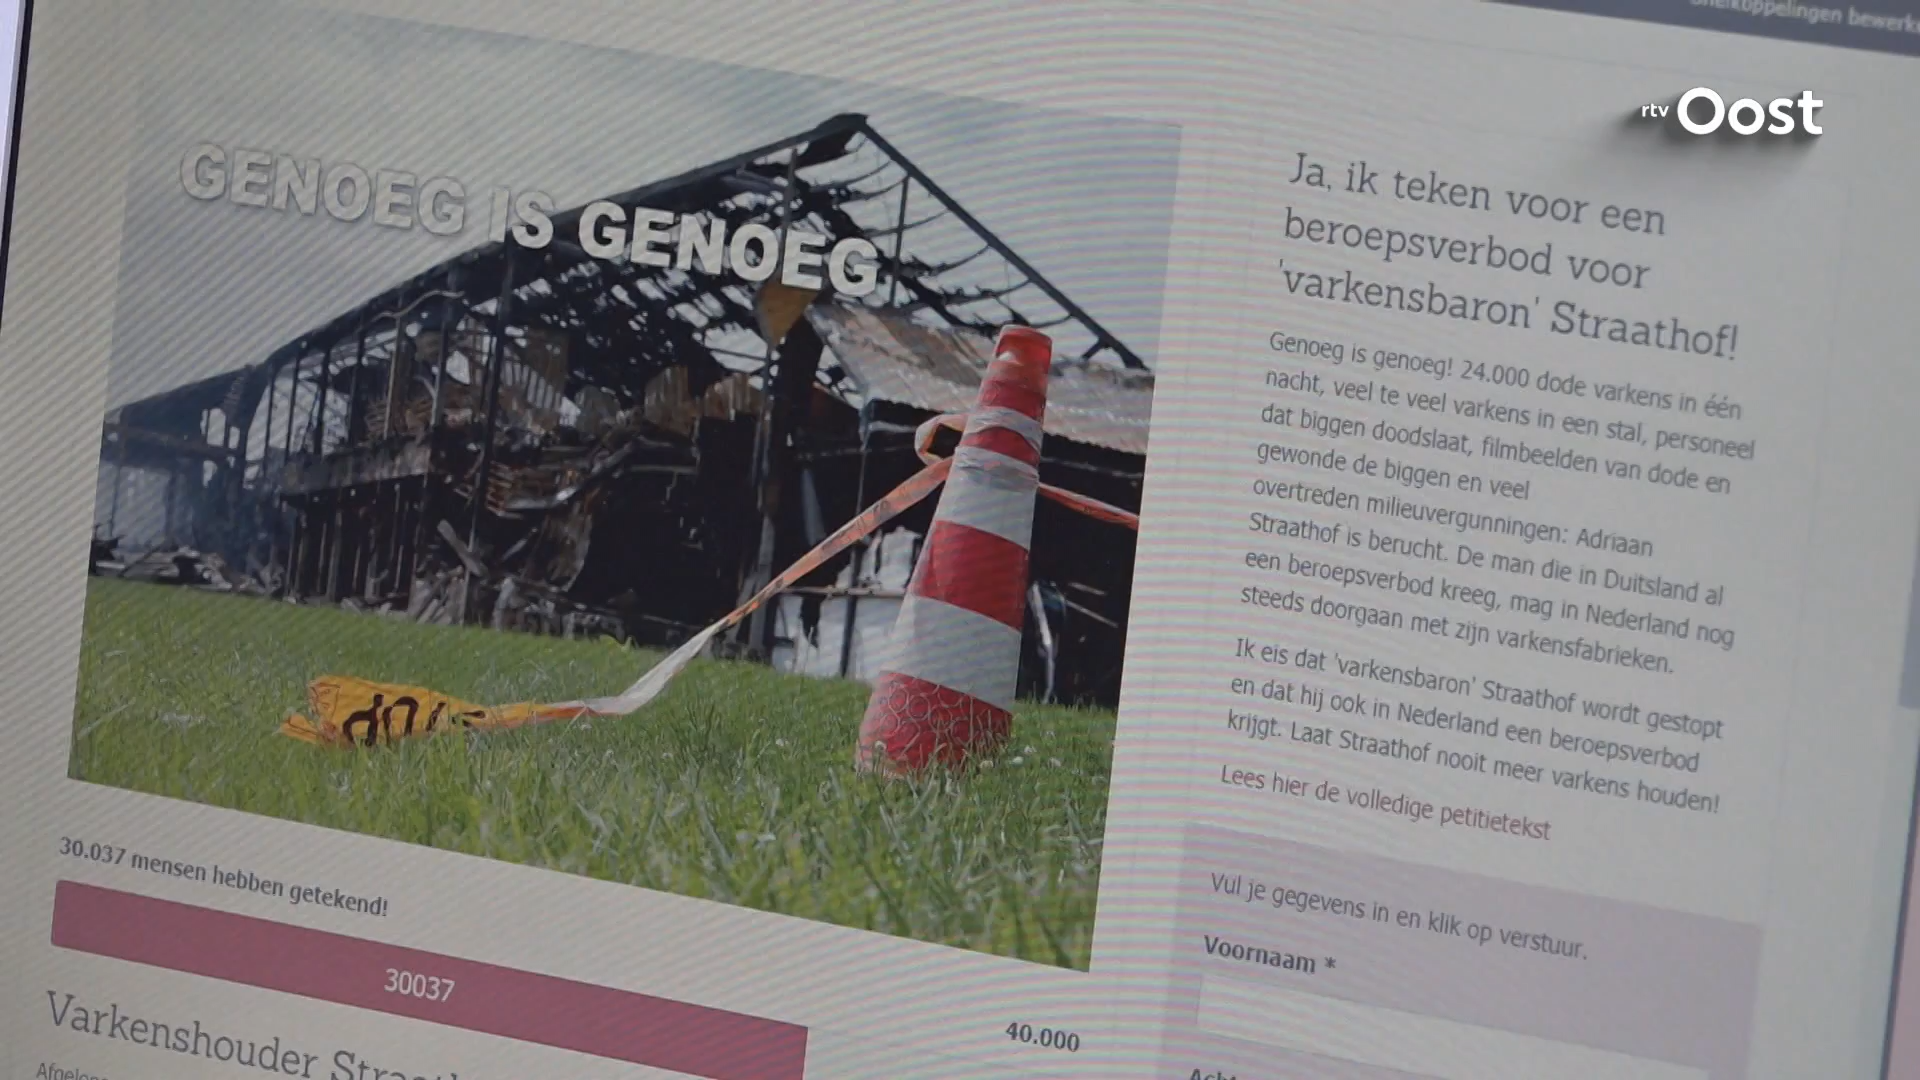 Snelkoppelingen
rtv Oost
GENOEG IS GENOEG
Ja, ik teken voor een
beroepsverbod voor
'varkensbaron' Straathof!
Genoeg is genoeg! 24.000 dode varkens in één
nacht, veel te veel varkens in een stal, personeel
dat biggen doodslaat, filmbeelden van dode en
gewonde de biggen en veel
overtreden milieuvergunningen: Adriaan
Straathof is berucht. De man die in Duitsland al
een beroepsverbod kreeg, mag in Nederland nog
steeds doorgaan met zijn varkensfabrieken.
Ik eis dat 'varkensbaron' Straathof wordt gestopt
en dat hij ook in Nederland een beroepsverbod
krijgt. Laat Straathof nooit meer varkens houden!
Lees hier de volledige petitietekst
Vul je gegevens in en klik op verstuur.
Voornaam *
30.037 mensen hebben getekend!
30037
40.000
Varkenshouder